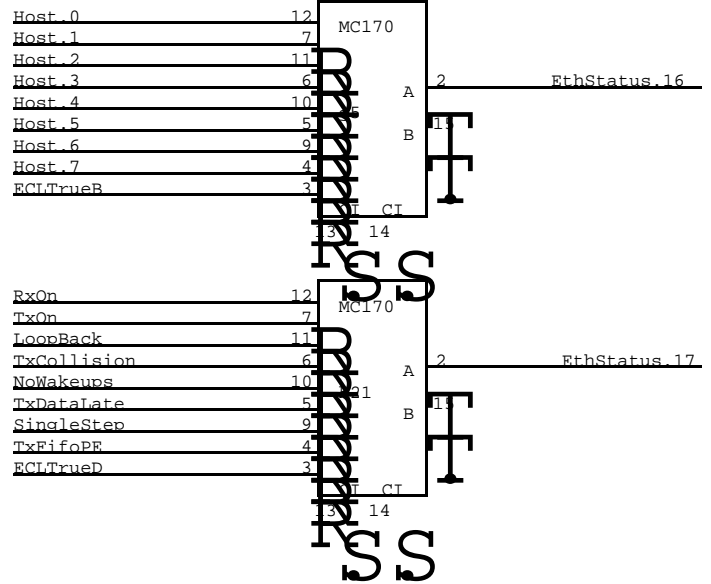 Host.0 12 MC170
Host.1 7
Host.2 11
Host.3 6 A 2 EthStatus.16
Host.4 10
Host.5 5 B 15
Host.6 9
Host.7 4
ECLTrueB 3
CI CI
13 14
S S
RxOn 12 MC170
TxOn 7
LoopBack 11
TxCollision 6 A 2 EthStatus.17
NoWakeups 10
TxDataLate 5 B 15
SingleStep 9
TxFifoPE 4
ECLTrueD 3
CI CI
13 14
S S